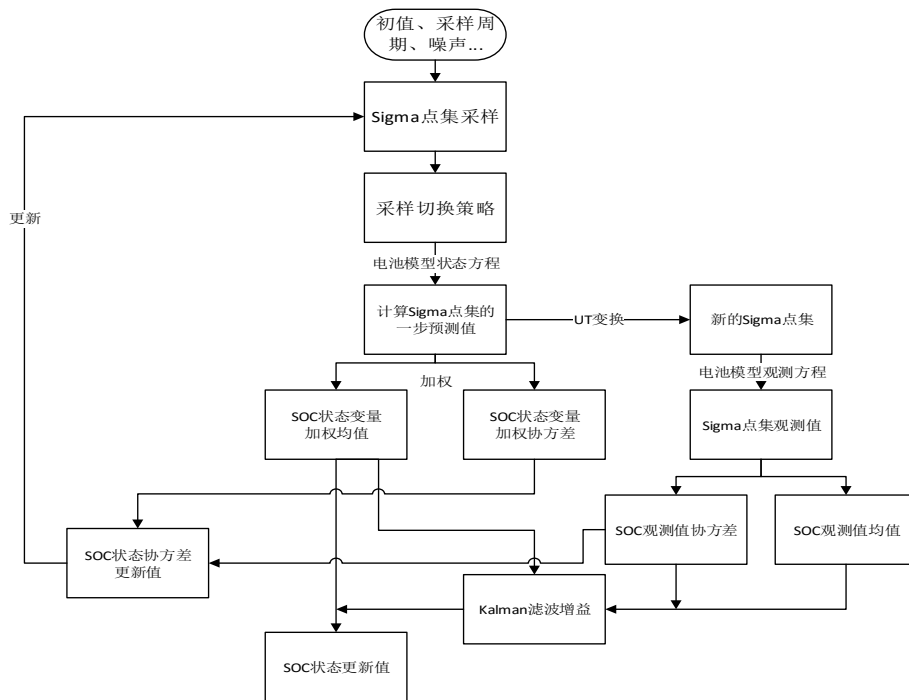 初值、采样周
期、噪声...
Sigma点集采样
采样切换策略
更新
电池模型状态方程
计算Sigma点集的
一步预测值
UT变换
新的Sigma点集
加权
电池模型观测方程
SOC状态变量
加权均值
SOC状态变量
加权协方差
Sigma点集观测值
SOC状态协方差
更新值
SOC观测值协方差
SOC观测值均值
Kalman滤波增益
SOC状态更新值